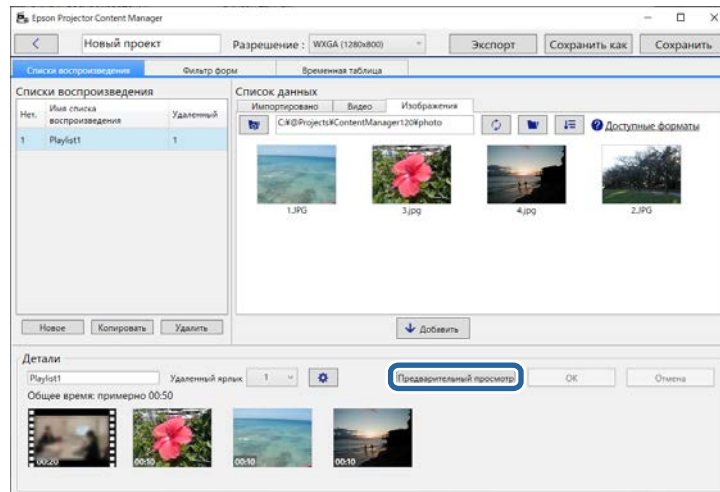 Epson Projector Content Manager
Новый проект
Разрешение : WXGA (1280x800)
Экспорт
Сохранить как
Сохранить
Списки воспроизведения
Фильтр форм
Временная таблица
Списки воспроизведения
Нет.
Имя списка
воспроизведения
Удаленный
1 Playlist1 1
Новое
Копировать
Удалить
Список данных
Импортировано
Видео
Изображения
C:¥@Projects¥ContentManager120¥photo
Доступные форматы
1.JPG
3.jpg
4.jpg
2.JPG
Добавить
Детали
Playlist1
Удаленный ярлык
1
Предварительный просмотр
OK
Отмена
Общее время: примерно 00:50
00:20
00:10
00:10
00:10